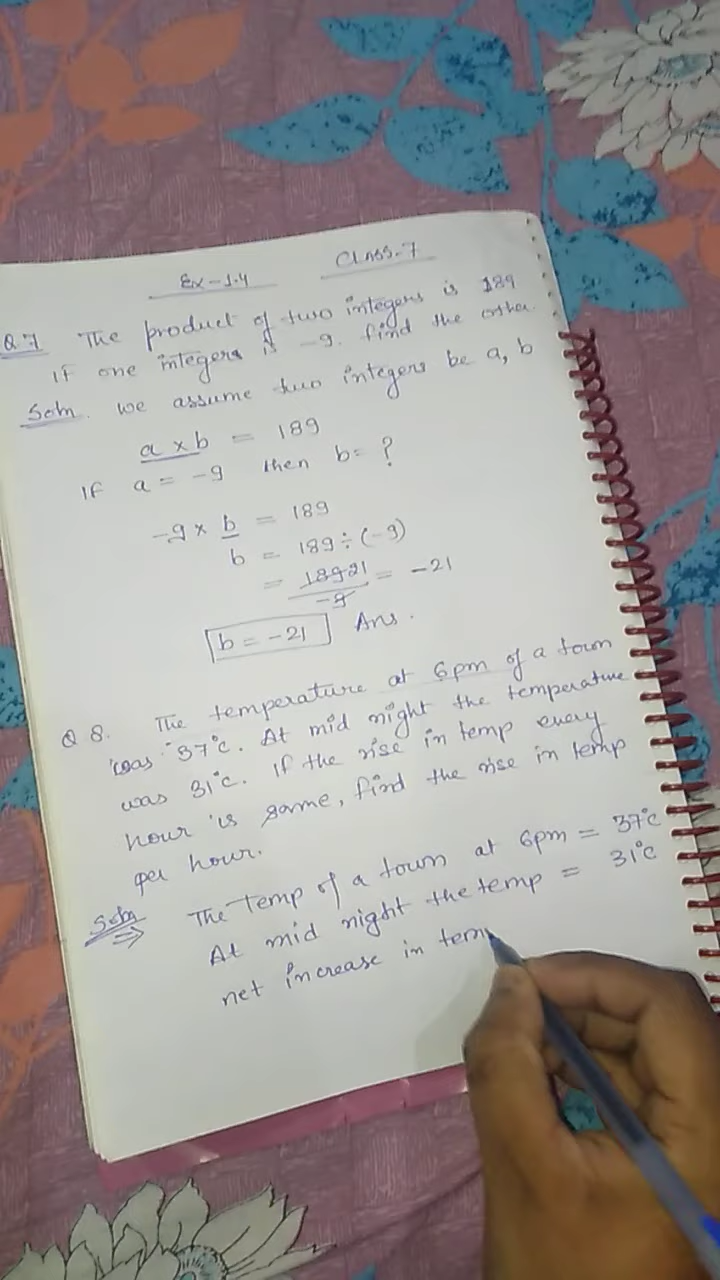 Ex-1.4 CLASS-7
Q 7 The product of two integers is 189
If one integers is -9. find the other.
Soln. we assume two integers be a, b
a x b = 189
If a = -9 then b = ?
-9 x b = 189
b = 189 ÷ (-9)
= 189 21 / -9 = -21
b = -21 Ans.
Q 8. The temperature at 6pm of a town
was 37°c. At mid night the temperature
was 31°c. If the rise in temp every
hour is same, find the rise in temp
per hour.
Soln ⇒ The Temp of a town at 6pm = 37°c
At mid night the temp = 31°c
net increase in tem